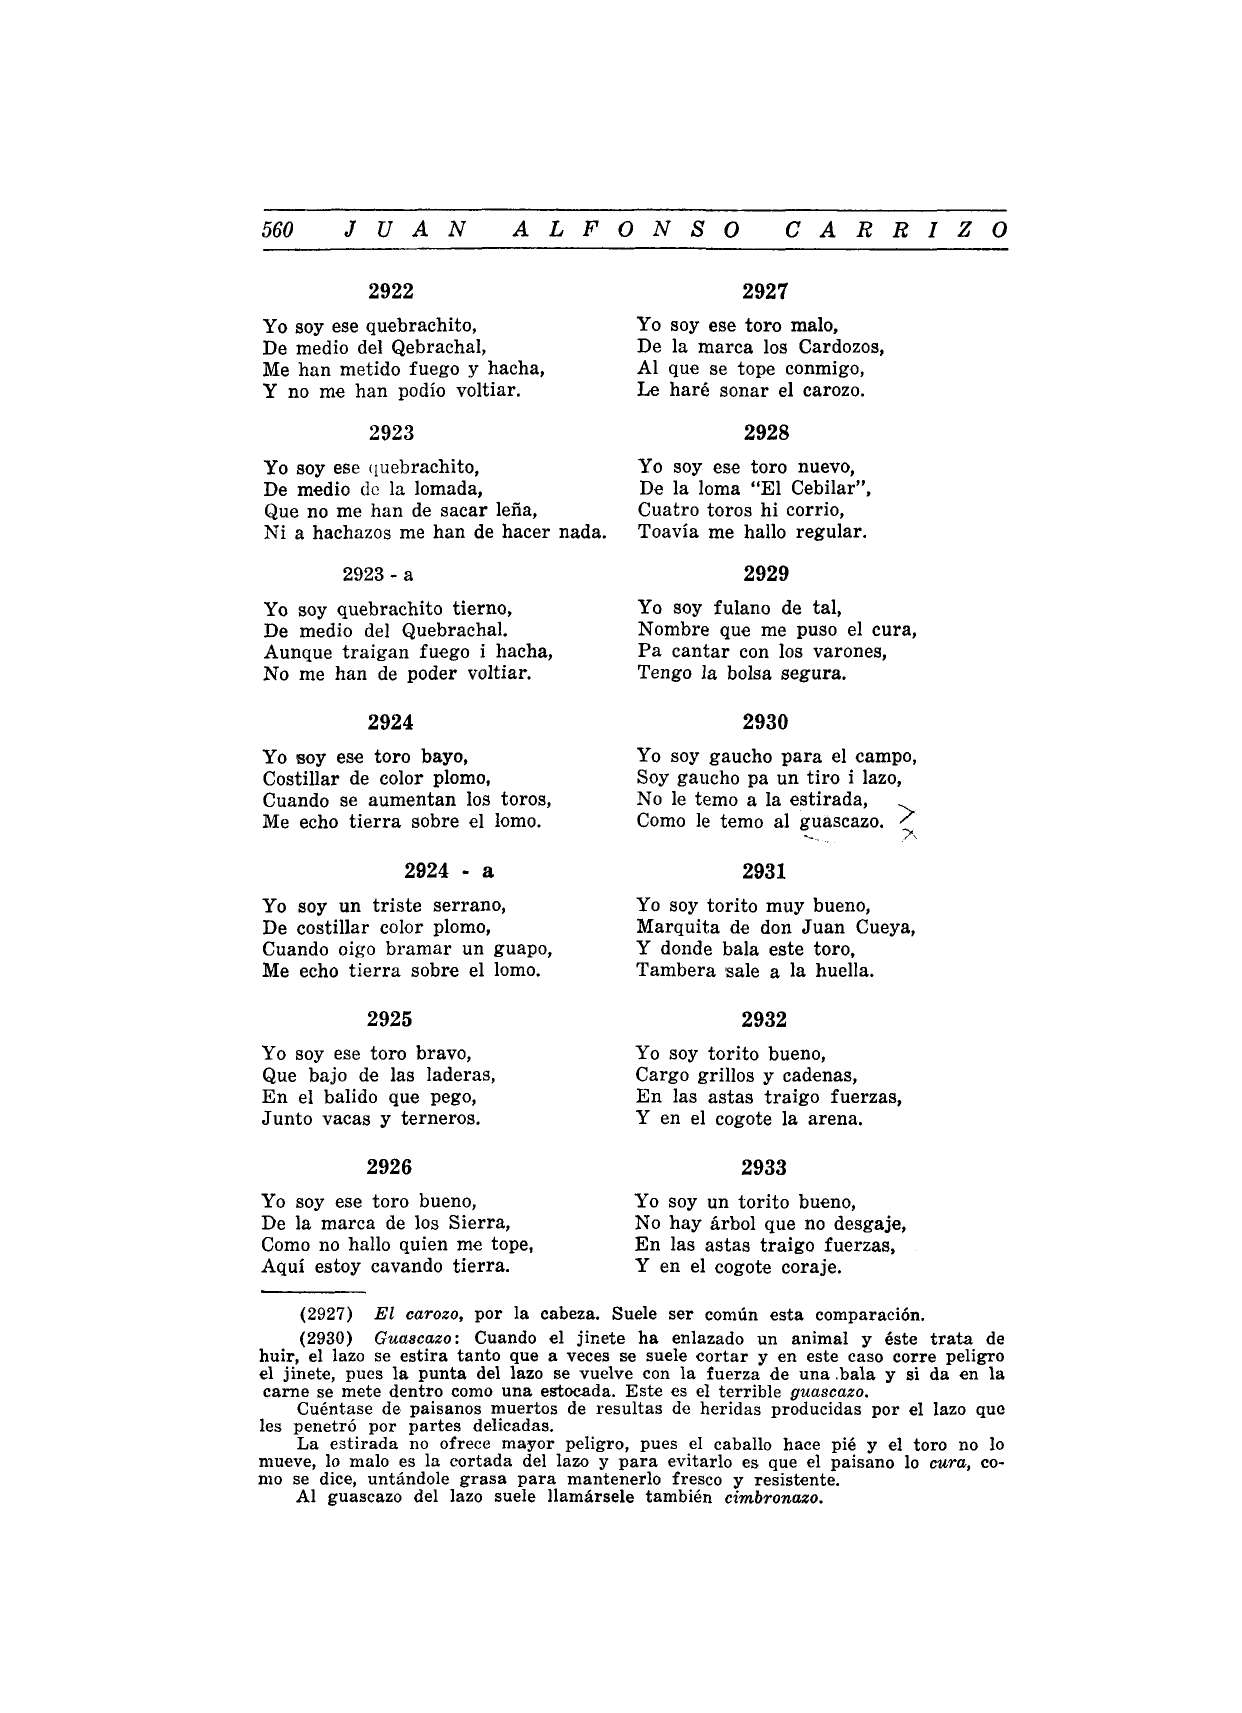 560 JUAN ALFONSO CARRIZO
2922
Yo soy ese quebrachito,
De medio del Qebrachal,
Me han metido fuego y hacha,
Y no me han podío voltiar.
2923
Yo soy ese quebrachito,
De medio de la lomada,
Que no me han de sacar leña,
Ni a hachazos me han de hacer nada.
2923 - a
Yo soy quebrachito tierno,
De medio del Quebrachal.
Aunque traigan fuego i hacha,
No me han de poder voltiar.
2924
Yo soy ese toro bayo,
Costillar de color plomo,
Cuando se aumentan los toros,
Me echo tierra sobre el lomo.
2924 - a
Yo soy un triste serrano,
De costillar color plomo,
Cuando oigo bramar un guapo,
Me echo tierra sobre el lomo.
2925
Yo soy ese toro bravo,
Que bajo de las laderas,
En el balido que pego,
Junto vacas y terneros.
2926
Yo soy ese toro bueno,
De la marca de los Sierra,
Como no hallo quien me tope,
Aquí estoy cavando tierra.
2927
Yo soy ese toro malo,
De la marca los Cardozos,
Al que se tope conmigo,
Le haré sonar el carozo.
2928
Yo soy ese toro nuevo,
De la loma “El Cebilar”,
Cuatro toros hi corrio,
Toavía me hallo regular.
2929
Yo soy fulano de tal,
Nombre que me puso el cura,
Pa cantar con los varones,
Tengo la bolsa segura.
2930
Yo soy gaucho para el campo,
Soy gaucho pa un tiro i lazo,
No le temo a la estirada,
Como le temo al guascazo.
2931
Yo soy torito muy bueno,
Marquita de don Juan Cueya,
Y donde bala este toro,
Tambera sale a la huella.
2932
Yo soy torito bueno,
Cargo grillos y cadenas,
En las astas traigo fuerzas,
Y en el cogote la arena.
2933
Yo soy un torito bueno,
No hay árbol que no desgaje,
En las astas traigo fuerzas,
Y en el cogote coraje.
(2927) El carozo, por la cabeza. Suele ser común esta comparación.
(2930) Guascazo: Cuando el jinete ha enlazado un animal y éste trata de
huir, el lazo se estira tanto que a veces se suele cortar y en este caso corre peligro
el jinete, pues la punta del lazo se vuelve con la fuerza de una bala y si da en la
carne se mete dentro como una estocada. Este es el terrible guascazo.
Cuéntase de paisanos muertos de resultas de heridas producidas por el lazo que
les penetró por partes delicadas.
La estirada no ofrece mayor peligro, pues el caballo hace pié y el toro no lo
mueve, lo malo es la cortada del lazo y para evitarlo es que el paisano lo cura, co-
mo se dice, untándole grasa para mantenerlo fresco y resistente.
Al guascazo del lazo suele llamársele también cimbronazo.